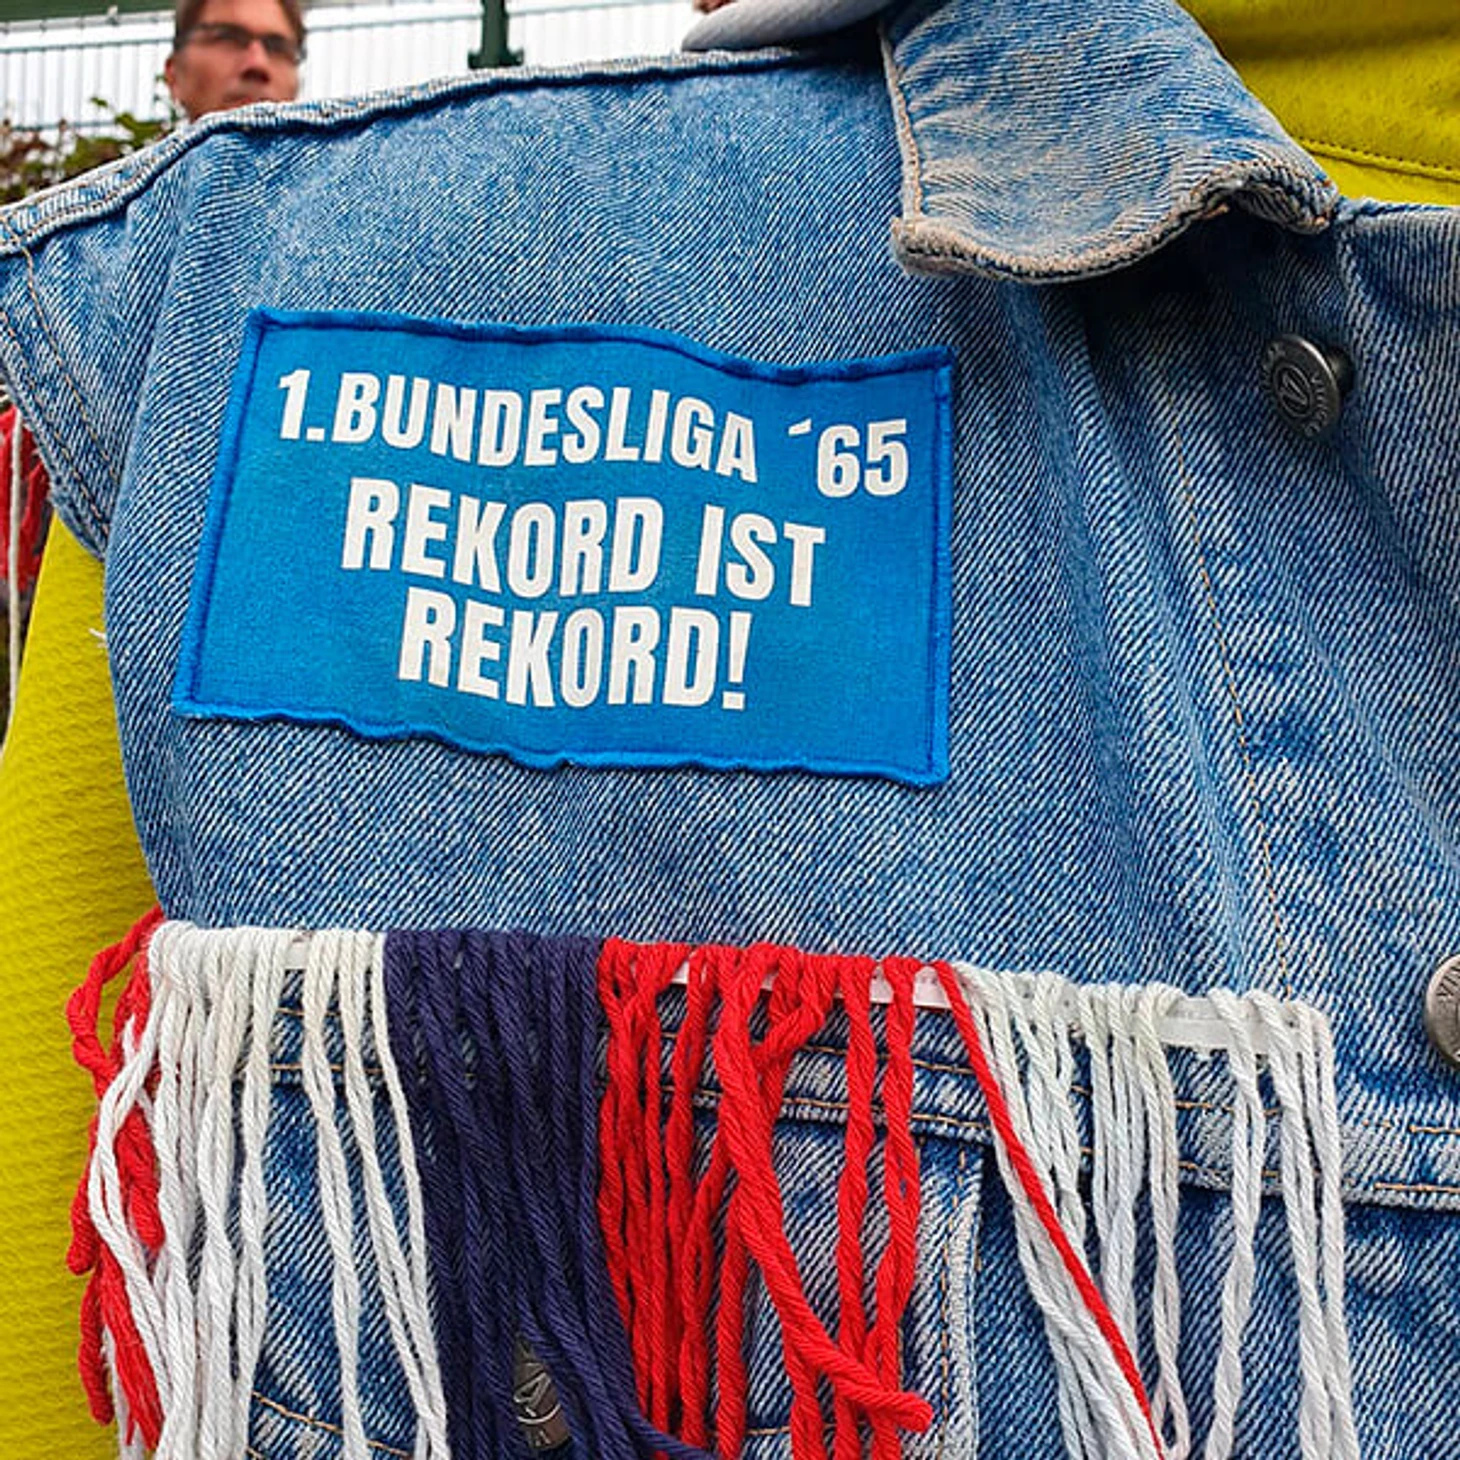 1.BUNDESLIGA ´65
REKORD IST
REKORD!